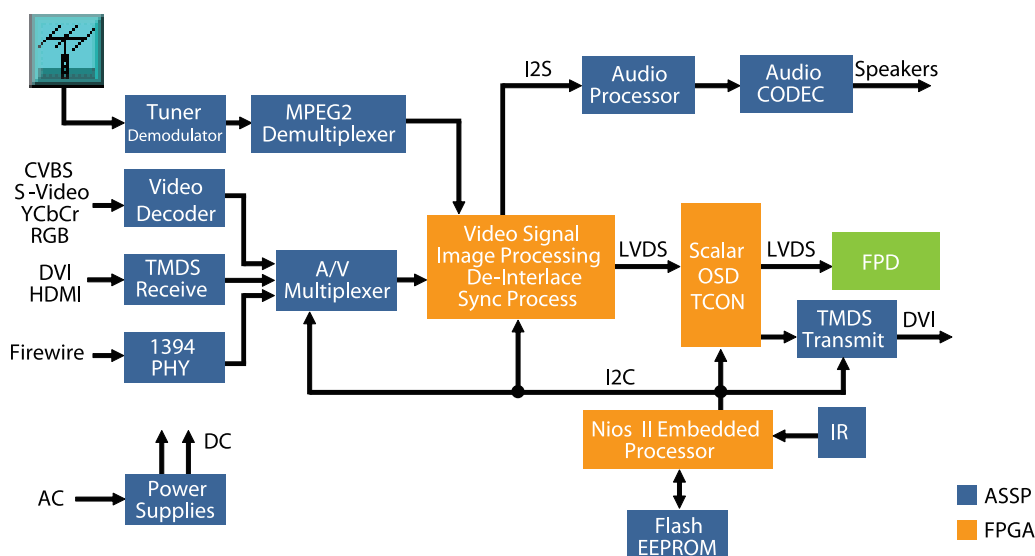 I2S
Audio
Processor
Audio
CODEC
Speakers
Tuner
Demodulator
MPEG2
Demultiplexer
CVBS
S-Video
YCbCr
RGB
Video
Decoder
DVI
HDMI
TMDS
Receive
A/V
Multiplexer
Video Signal
Image Processing
De-Interlace
Sync Process
LVDS
Scalar
OSD
TCON
LVDS
FPD
TMDS
Transmit
DVI
Firewire
1394
PHY
I2C
Nios II Embedded
Processor
IR
DC
AC
Power
Supplies
Flash
EEPROM
ASSP
FPGA